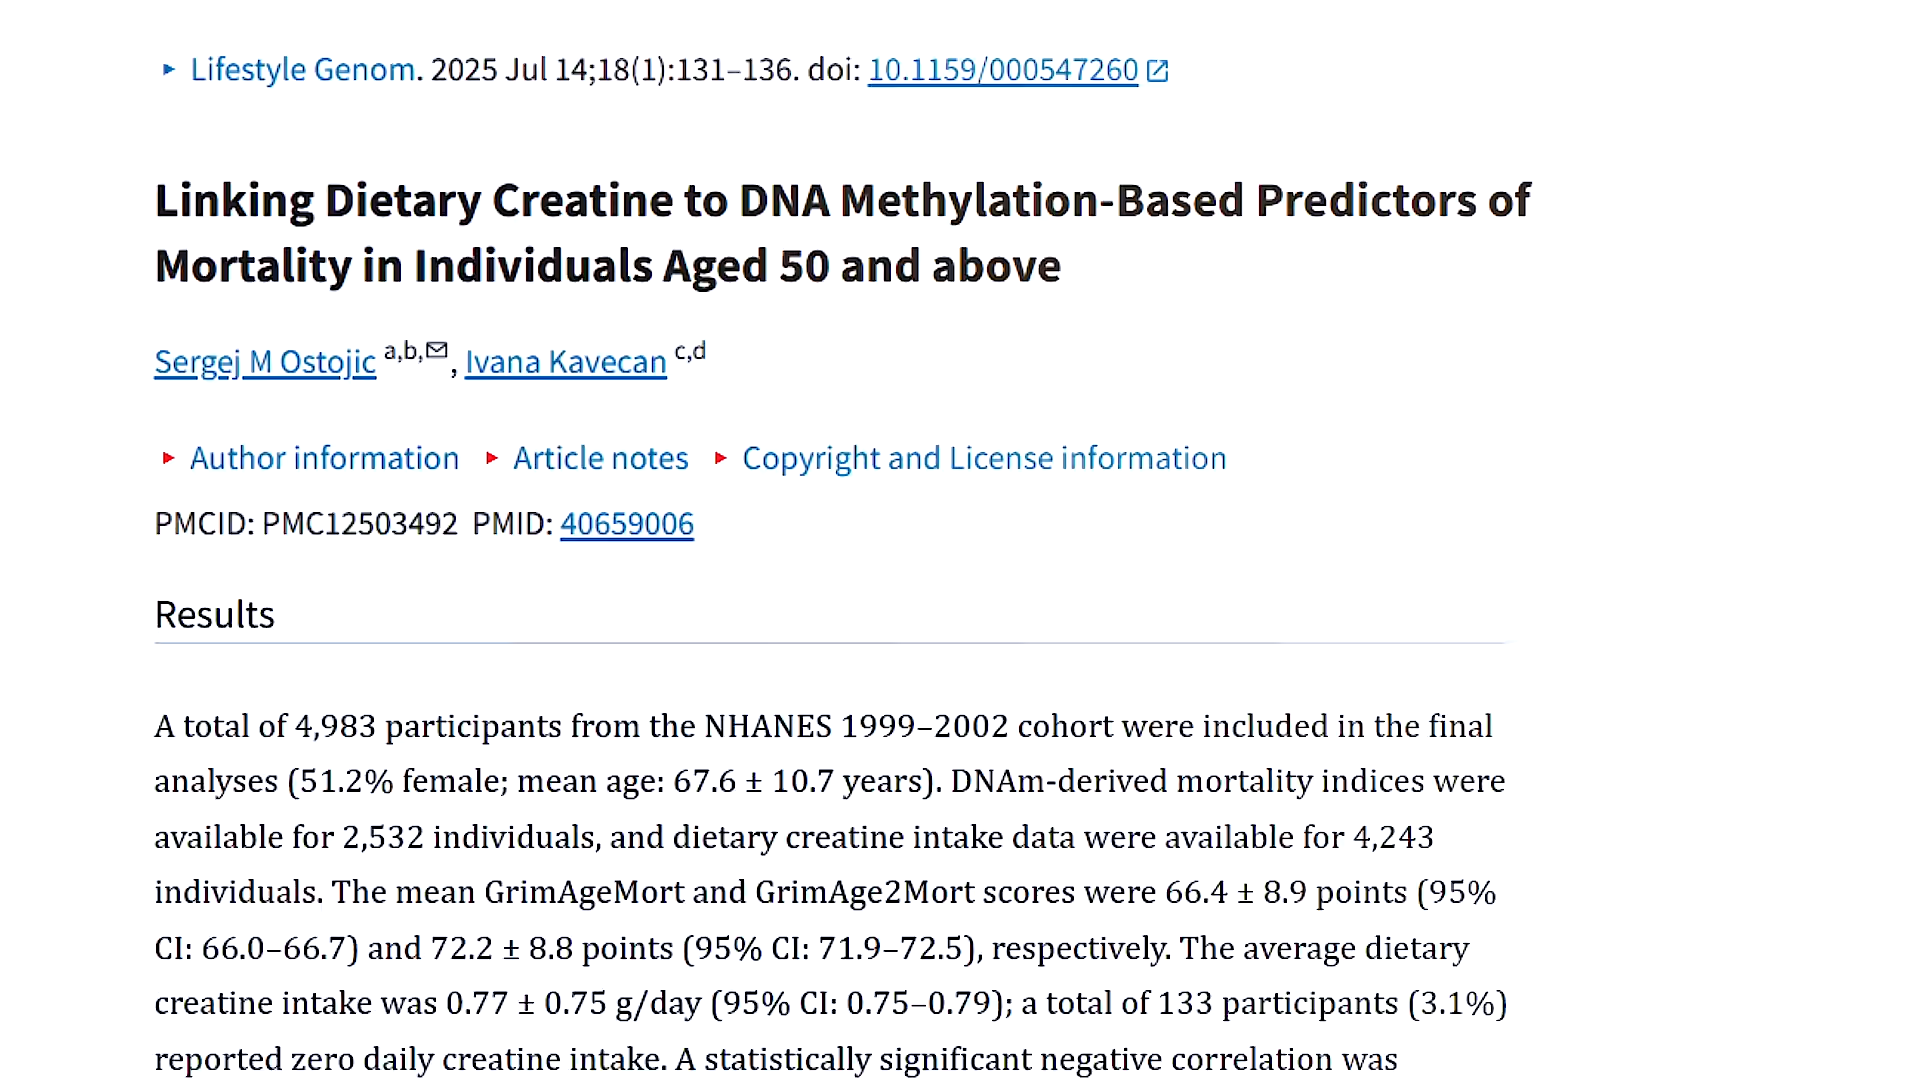 ▸ Lifestyle Genom. 2025 Jul 14;18(1):131–136. doi: 10.1159/000547260
Linking Dietary Creatine to DNA Methylation-Based Predictors of
Mortality in Individuals Aged 50 and above
Sergej M Ostojic a,b,✉, Ivana Kavecan c,d
▸ Author information ▸ Article notes ▸ Copyright and License information
PMCID: PMC12503492 PMID: 40659006
Results
A total of 4,983 participants from the NHANES 1999–2002 cohort were included in the final
analyses (51.2% female; mean age: 67.6 ± 10.7 years). DNAm-derived mortality indices were
available for 2,532 individuals, and dietary creatine intake data were available for 4,243
individuals. The mean GrimAgeMort and GrimAge2Mort scores were 66.4 ± 8.9 points (95%
CI: 66.0–66.7) and 72.2 ± 8.8 points (95% CI: 71.9–72.5), respectively. The average dietary
creatine intake was 0.77 ± 0.75 g/day (95% CI: 0.75–0.79); a total of 133 participants (3.1%)
reported zero daily creatine intake. A statistically significant negative correlation was